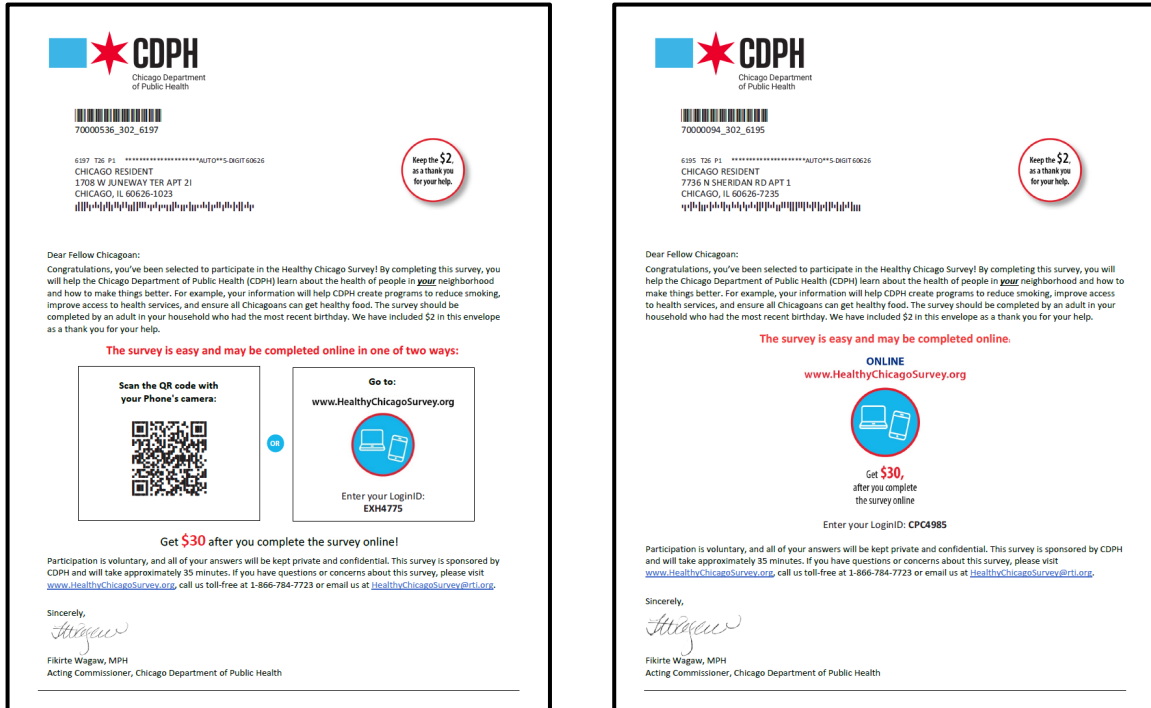 CDPH
Chicago Department
of Public Health
70000536_302_6197
6197 T26 P1 *********************AUTO**5-DIGIT 60626
CHICAGO RESIDENT
1708 W JUNEWAY TER APT 2I
CHICAGO, IL 60626-1023
Keep the $2,
as a thank you
for your help.
Dear Fellow Chicagoan:
Congratulations, you've been selected to participate in the Healthy Chicago Survey! By completing this survey, you
will help the Chicago Department of Public Health (CDPH) learn about the health of people in your neighborhood
and how to make things better. For example, your information will help CDPH create programs to reduce smoking,
improve access to health services, and ensure all Chicagoans can get healthy food. The survey should be
completed by an adult in your household who had the most recent birthday. We have included $2 in this envelope
as a thank you for your help.
The survey is easy and may be completed online in one of two ways:
Scan the QR code with
your Phone's camera:
OR
Go to:
www.HealthyChicagoSurvey.org
Enter your LoginID:
EXH4775
Get $30 after you complete the survey online!
Participation is voluntary, and all of your answers will be kept private and confidential. This survey is sponsored by
CDPH and will take approximately 35 minutes. If you have questions or concerns about this survey, please visit
www.HealthyChicagoSurvey.org, call us toll-free at 1-866-784-7723 or email us at HealthyChicagoSurvey@rti.org.
Sincerely,
Fikirte Wagaw, MPH
Acting Commissioner, Chicago Department of Public Health
CDPH
Chicago Department
of Public Health
70000094_302_6195
6195 T26 P1 *********************AUTO**5-DIGIT 60626
CHICAGO RESIDENT
7736 N SHERIDAN RD APT 1
CHICAGO, IL 60626-7235
Keep the $2,
as a thank you
for your help.
Dear Fellow Chicagoan:
Congratulations, you've been selected to participate in the Healthy Chicago Survey! By completing this survey, you will
help the Chicago Department of Public Health (CDPH) learn about the health of people in your neighborhood and how to
make things better. For example, your information will help CDPH create programs to reduce smoking, improve access
to health services, and ensure all Chicagoans can get healthy food. The survey should be completed by an adult in your
household who had the most recent birthday. We have included $2 in this envelope as a thank you for your help.
The survey is easy and may be completed online:
ONLINE
www.HealthyChicagoSurvey.org
Get $30,
after you complete
the survey online
Enter your LoginID: CPC4985
Participation is voluntary, and all of your answers will be kept private and confidential. This survey is sponsored by CDPH
and will take approximately 35 minutes. If you have questions or concerns about this survey, please visit
www.HealthyChicagoSurvey.org, call us toll-free at 1-866-784-7723 or email us at HealthyChicagoSurvey@rti.org.
Sincerely,
Fikirte Wagaw, MPH
Acting Commissioner, Chicago Department of Public Health